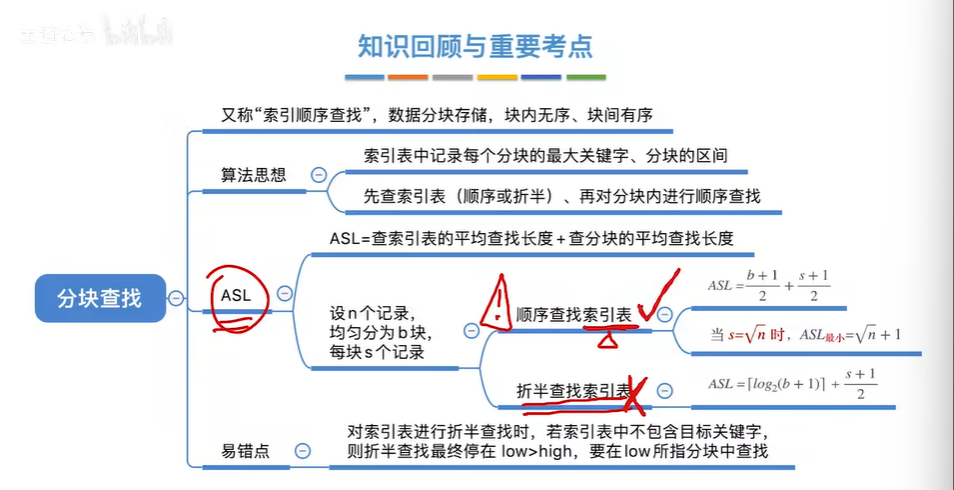 知识回顾与重要考点
又称“索引顺序查找”，数据分块存储，块内无序、块间有序
算法思想
索引表中记录每个分块的最大关键字、分块的区间
先查索引表（顺序或折半）、再对分块内进行顺序查找
分块查找
ASL
ASL=查索引表的平均查找长度+查分块的平均查找长度
设n个记录，
均匀分为b块，
每块s个记录
顺序查找索引表
ASL = (b+1)/2 + (s+1)/2
当 s=√n 时，ASL最小=√n + 1
折半查找索引表
ASL = ⌈log₂(b + 1)⌉ + (s+1)/2
易错点
对索引表进行折半查找时，若索引表中不包含目标关键字，
则折半查找最终停在 low>high，要在low所指分块中查找